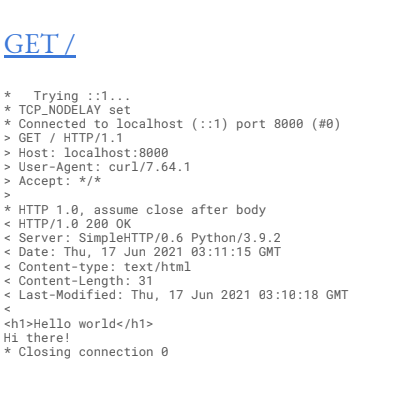 GET /
*   Trying ::1...
* TCP_NODELAY set
* Connected to localhost (::1) port 8000 (#0)
> GET / HTTP/1.1
> Host: localhost:8000
> User-Agent: curl/7.64.1
> Accept: */*
>
* HTTP 1.0, assume close after body
< HTTP/1.0 200 OK
< Server: SimpleHTTP/0.6 Python/3.9.2
< Date: Thu, 17 Jun 2021 03:11:15 GMT
< Content-type: text/html
< Content-Length: 31
< Last-Modified: Thu, 17 Jun 2021 03:10:18 GMT
<
<h1>Hello world</h1>
Hi there!
* Closing connection 0